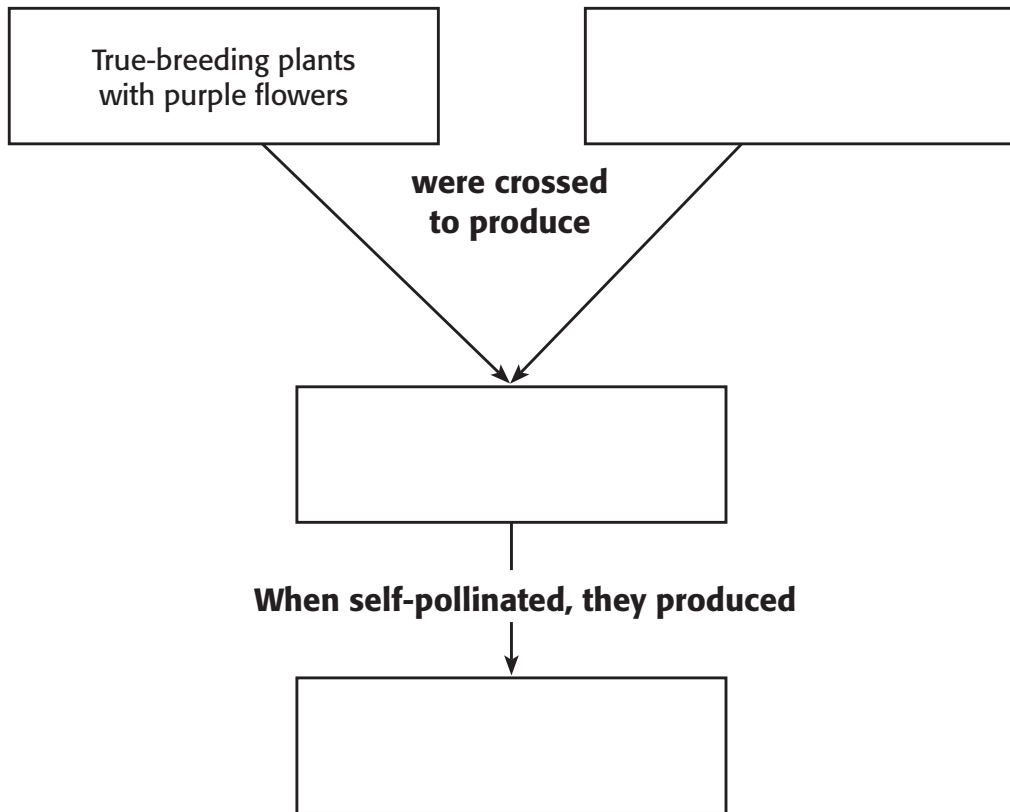 True-breeding plants
with purple flowers
were crossed
to produce
When self-pollinated, they produced